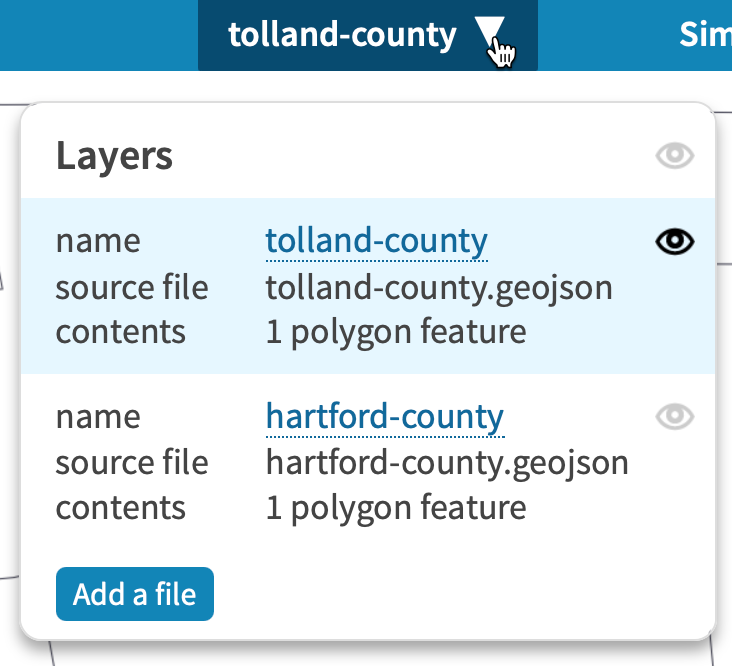 tolland-county
Sim
Layers
name tolland-county
source file tolland-county.geojson
contents 1 polygon feature
name hartford-county
source file hartford-county.geojson
contents 1 polygon feature
Add a file